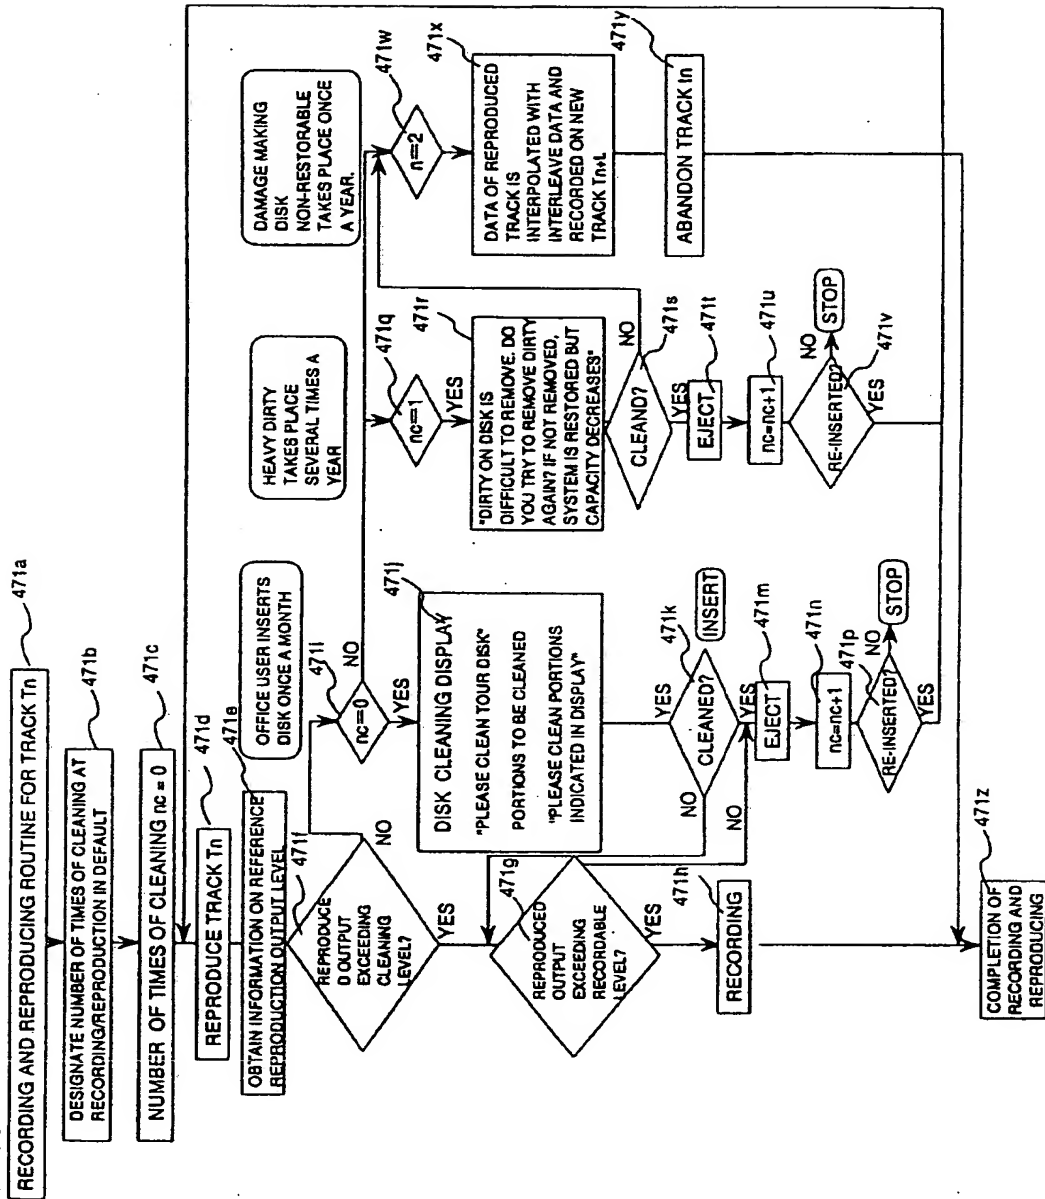 RECORDING AND REPRODUCING ROUTINE FOR TRACK Tn
471a
DESIGNATE NUMBER OF TIMES OF CLEANING AT
RECORDING/REPRODUCTION IN DEFAULT
471b
NUMBER OF TIMES OF CLEANING nc = 0
471c
REPRODUCE TRACK Tn
471d
OBTAIN INFORMATION ON REFERENCE
REPRODUCTION OUTPUT LEVEL
471e
REPRODUCE
D OUTPUT
EXCEEDING
CLEANING
LEVEL?
471f
NO
YES
REPRODUCED
OUTPUT
EXCEEDING
RECORDABLE
LEVEL?
471g
NO
YES
RECORDING
471h
COMPLETION OF
RECORDING AND
REPRODUCING
471z
OFFICE USER INSERTS
DISK ONCE A MONTH
nc=0
471i
NO
YES
DISK CLEANING DISPLAY
"PLEASE CLEAN TOUR DISK"
PORTIONS TO BE CLEANED
"PLEASE CLEAN PORTIONS
INDICATED IN DISPLAY"
471j
CLEANED?
471k
YES
NO
INSERT
EJECT
471m
nc=nc+1
471n
RE-INSERTED?
471p
NO
STOP
YES
HEAVY DIRTY
TAKES PLACE
SEVERAL TIMES A
YEAR
nc=1
471q
YES
"DIRTY ON DISK IS
DIFFICULT TO REMOVE. DO
YOU TRY TO REMOVE DIRTY
AGAIN? IF NOT REMOVED,
SYSTEM IS RESTORED BUT
CAPACITY DECREASES"
471r
CLEAND?
471s
NO
YES
EJECT
471t
nc=nc+1
471u
RE-INSERTED?
471v
NO
STOP
YES
DAMAGE MAKING
DISK
NON-RESTORABLE
TAKES PLACE ONCE
A YEAR.
n=2
471w
DATA OF REPRODUCED
TRACK IS
INTERPOLATED WITH
INTERLEAVE DATA AND
RECORDED ON NEW
TRACK Tn+L
471x
ABANDON TRACK tn
471y